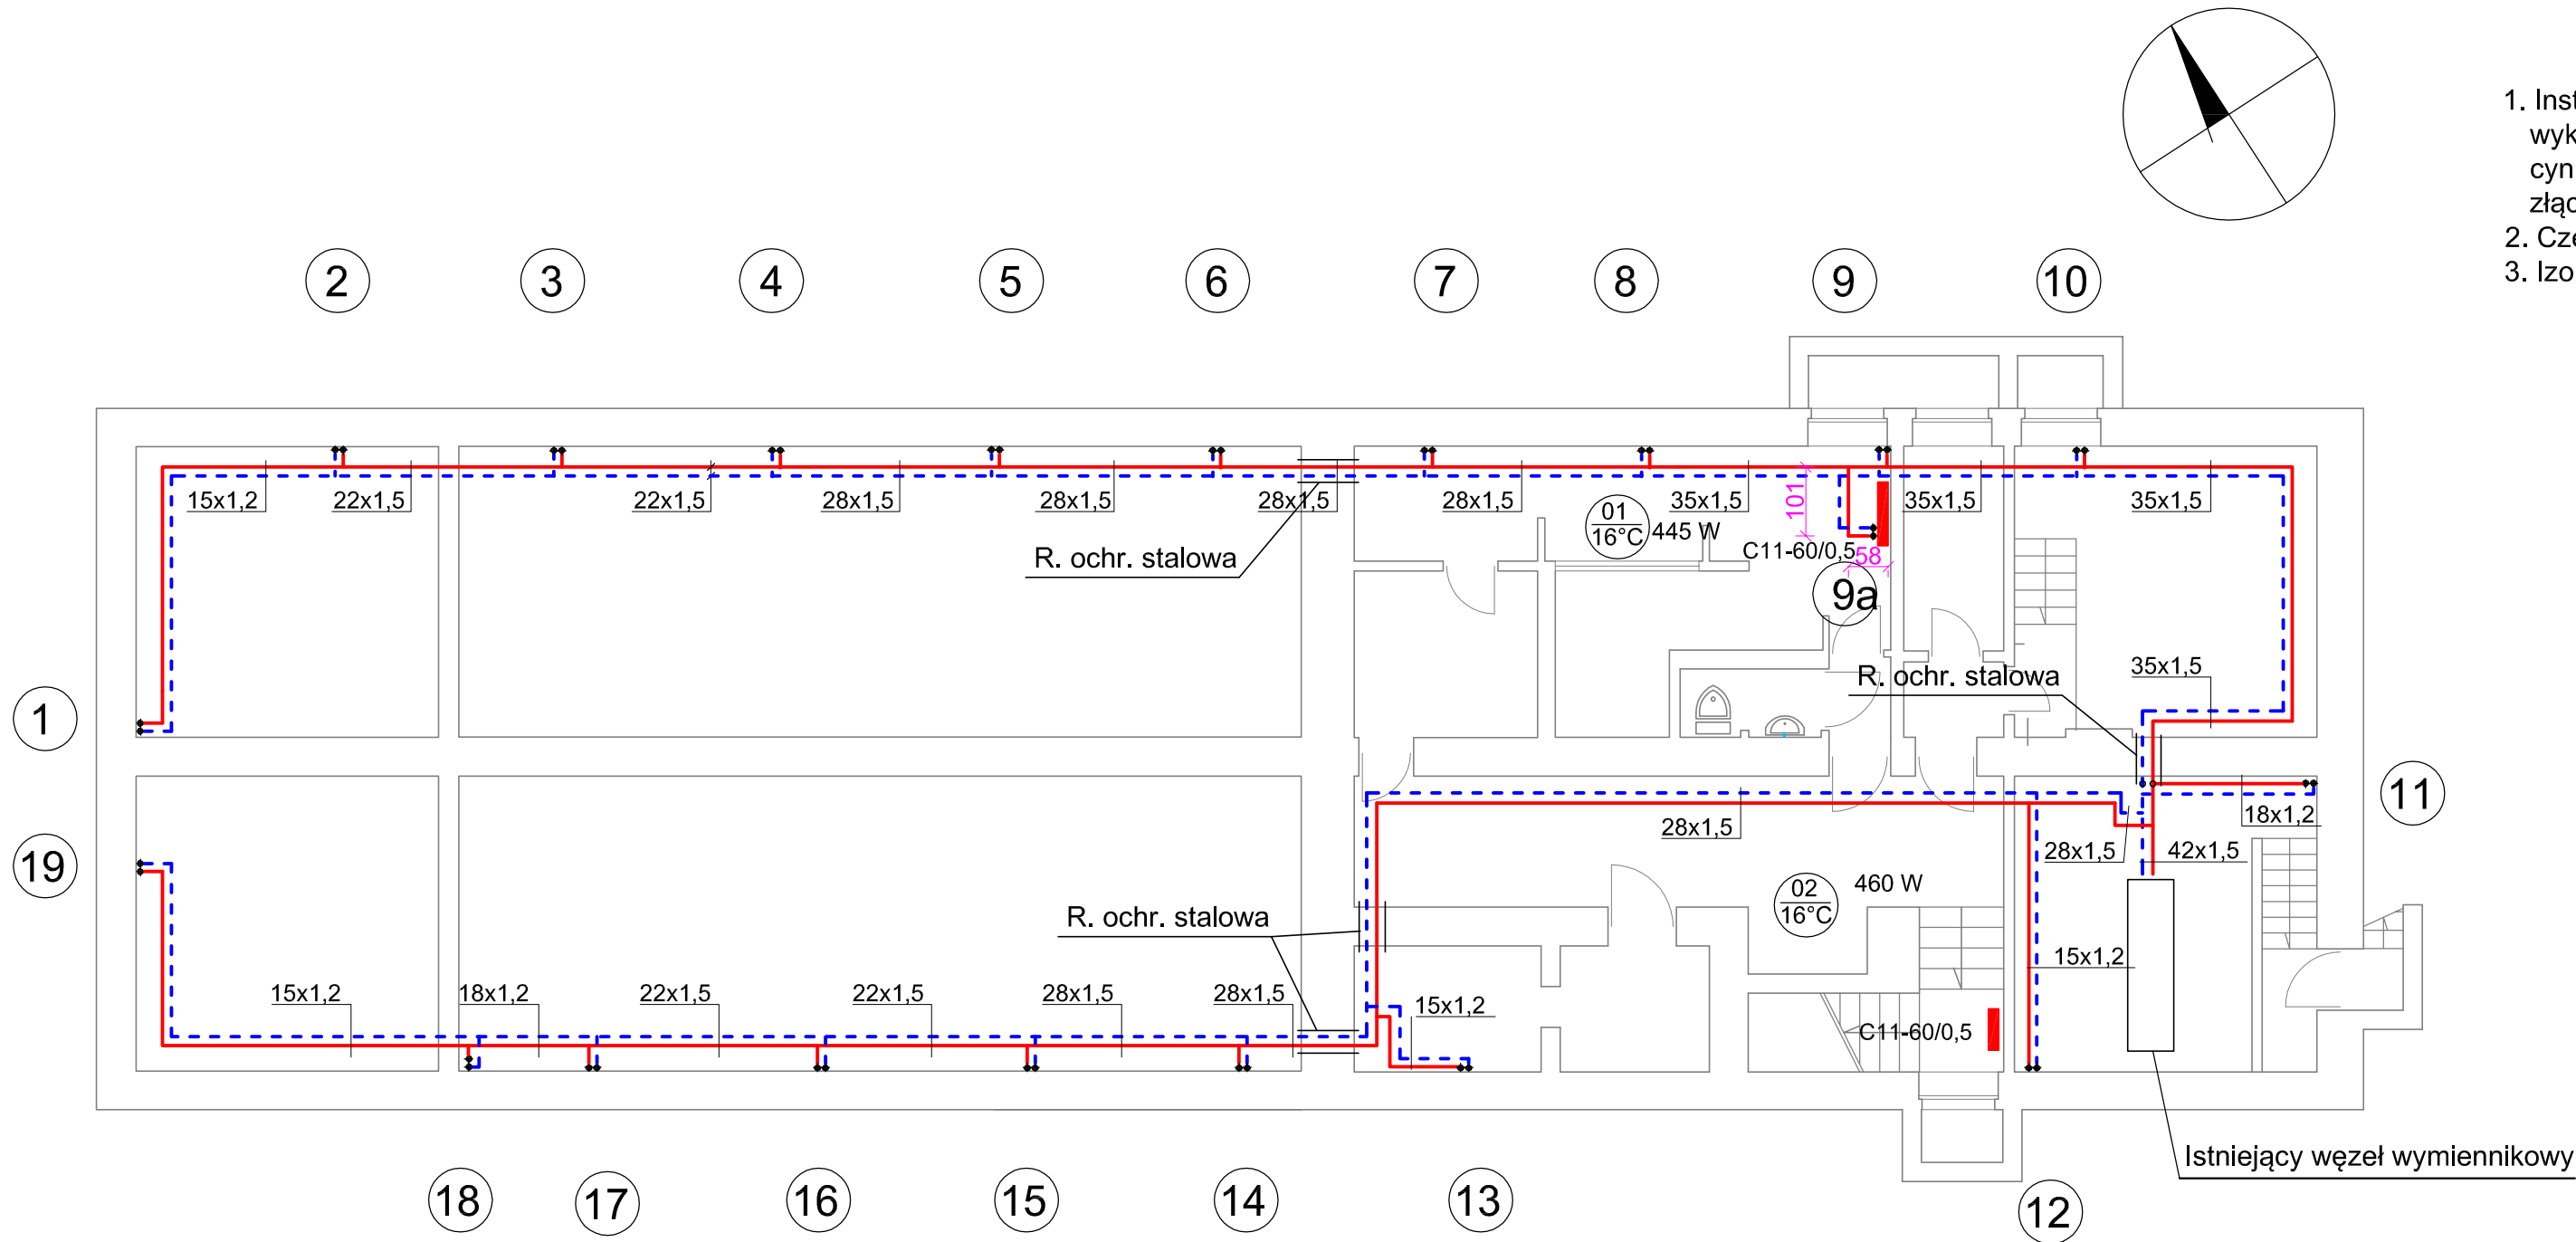 1. Inst
wyk
cyn
złąc
2. Czę
3. Izo
2
3
4
5
6
7
8
9
10
15x1,2
22x1,5
22x1,5
28x1,5
28x1,5
28x1,5
28x1,5
35x1,5
35x1,5
35x1,5
01
16°C
445 W
101
C11-60/0,5
58
9a
R. ochr. stalowa
R. ochr. stalowa
35x1,5
1
11
19
28x1,5
18x1,2
28x1,5
42x1,5
02
16°C
460 W
R. ochr. stalowa
15x1,2
15x1,2
18x1,2
22x1,5
22x1,5
28x1,5
28x1,5
15x1,2
C11-60/0,5
Istniejący węzeł wymiennikowy
18
17
16
15
14
13
12